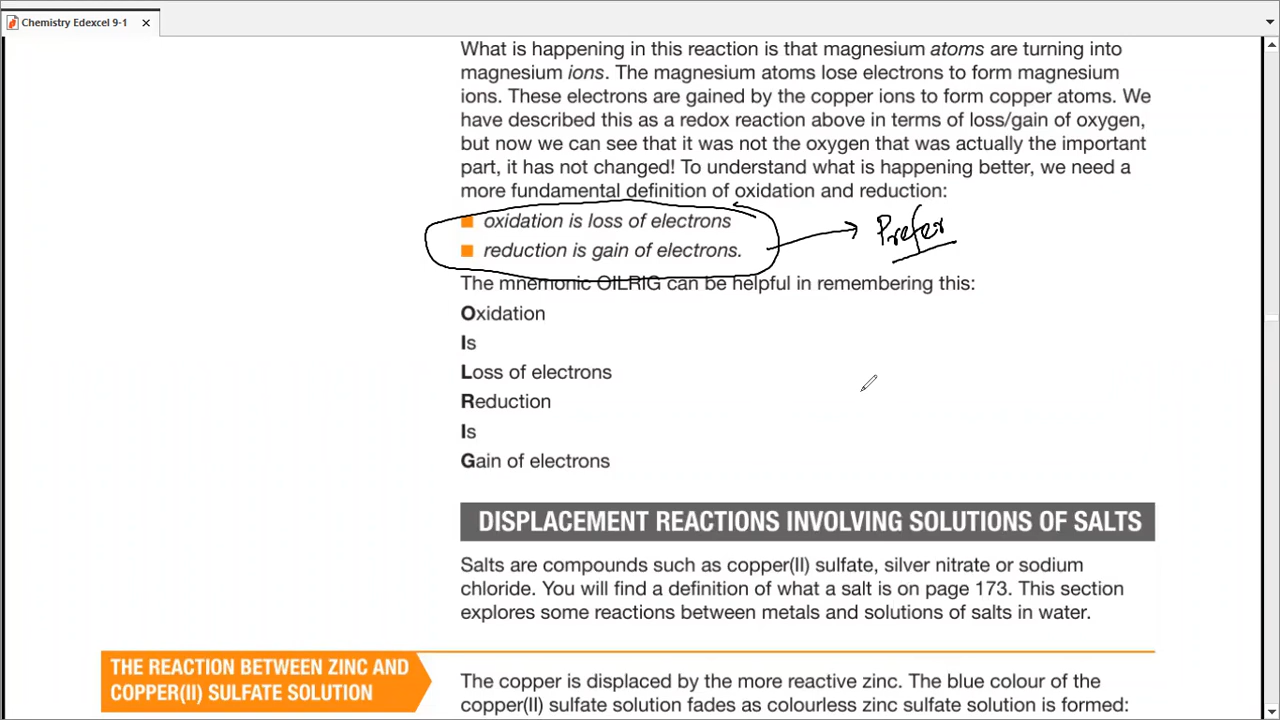 Chemistry Edexcel 9-1
What is happening in this reaction is that magnesium atoms are turning into
magnesium ions. The magnesium atoms lose electrons to form magnesium
ions. These electrons are gained by the copper ions to form copper atoms. We
have described this as a redox reaction above in terms of loss/gain of oxygen,
but now we can see that it was not the oxygen that was actually the important
part, it has not changed! To understand what is happening better, we need a
more fundamental definition of oxidation and reduction:
oxidation is loss of electrons
reduction is gain of electrons.
Prefer
The mnemonic OILRIG can be helpful in remembering this:
Oxidation
Is
Loss of electrons
Reduction
Is
Gain of electrons
DISPLACEMENT REACTIONS INVOLVING SOLUTIONS OF SALTS
Salts are compounds such as copper(II) sulfate, silver nitrate or sodium
chloride. You will find a definition of what a salt is on page 173. This section
explores some reactions between metals and solutions of salts in water.
THE REACTION BETWEEN ZINC AND
COPPER(II) SULFATE SOLUTION
The copper is displaced by the more reactive zinc. The blue colour of the
copper(II) sulfate solution fades as colourless zinc sulfate solution is formed: